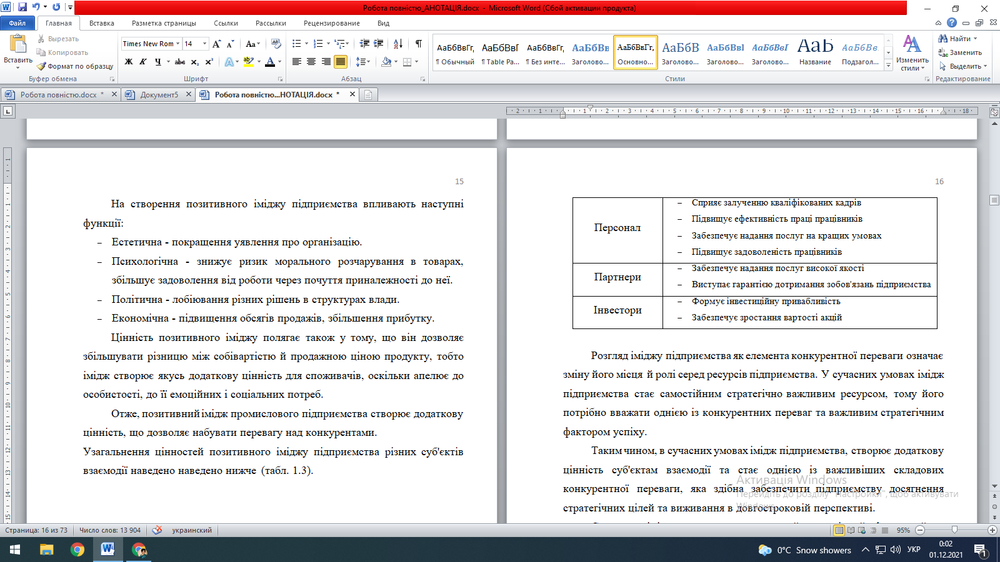 Робота повністю_АНОТАЦІЯ.docx - Microsoft Word (Сбой активации продукта)
Файл Главная Вставка Разметка страницы Ссылки Рассылки Рецензирование Вид
Вставить
Вырезать
Копировать
Формат по образцу
Буфер обмена
Times New Rom 14
Ж К Ч abc x₂ x²
Шрифт
Абзац
АаБбВвГг, АаБбВвГ АаБбВвГг, АаБбВв АаБбВвГг, АаБбВ АаБбВвІ АаБбВвГ АаБ АаБбВв.
¶ Обычный ¶ Table Pa... ¶ Без инте... Заголово... Основно... Заголово... Заголово... Заголово... Название Подзагол...
Стили
Изменить стили
Найти
Заменить
Выделить
Редактирование
Робота повністю.docx * Документ5 Робота повністю...НОТАЦІЯ.docx *
15
На створення позитивного іміджу підприємства впливають наступні
функції:
– Естетична - покращення уявлення про організацію.
– Психологічна - знижує ризик морального розчарування в товарах,
збільшує задоволення від роботи через почуття приналежності до неї.
– Політична - лобіювання різних рішень в структурах влади.
– Економічна - підвищення обсягів продажів, збільшення прибутку.
Цінність позитивного іміджу полягає також у тому, що він дозволяє
збільшувати різницю між собівартістю й продажною ціною продукту, тобто
імідж створює якусь додаткову цінність для споживачів, оскільки апелює до
особистості, до її емоційних і соціальних потреб.
Отже, позитивний імідж промислового підприємства створює додаткову
цінність, що дозволяє набувати перевагу над конкурентами.
Узагальнення цінностей позитивного іміджу підприємства різних суб'єктів
взаємодії наведено наведено нижче (табл. 1.3).
16
Персонал
– Сприяє залученню кваліфікованих кадрів
– Підвищує ефективність праці працівників
– Забезпечує надання послуг на кращих умовах
– Підвищує задоволеність працівників
Партнери
– Забезпечує надання послуг високої якості
– Виступає гарантією дотримання зобов'язань підприємства
Інвестори
– Формує інвестиційну привабливість
– Забезпечує зростання вартості акцій
Розгляд іміджу підприємства як елемента конкурентної переваги означає
зміну його місця й ролі серед ресурсів підприємства. У сучасних умовах імідж
підприємства стає самостійним стратегічно важливим ресурсом, тому його
потрібно вважати однією із конкурентних переваг та важливим стратегічним
фактором успіху.
Таким чином, в сучасних умовах імідж підприємства, створює додаткову
цінність суб'єктам взаємодії та стає однією із важливіших складових
конкурентної переваги, яка здібна забезпечити підприємству досягнення
стратегічних цілей та виживання в довгостроковій перспективі.
Активація Windows
Перейдіть до розділу "Настройки", щоб активувати
Windows.
Страница: 16 из 73 Число слов: 13 904 украинский 95%
0°C Snow showers УКР 0:02
01.12.2021
1